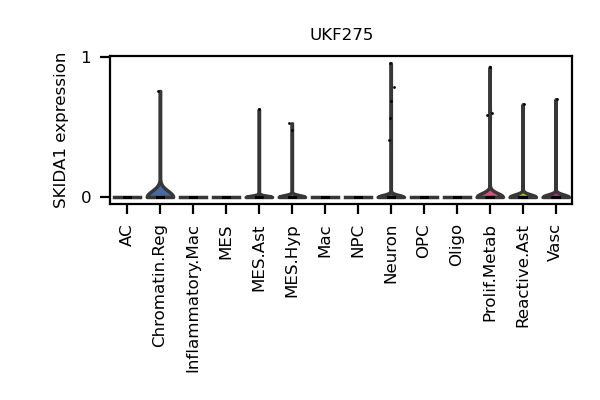 UKF275
SKIDA1 expression
1
0
AC
Chromatin.Reg
Inflammatory.Mac
MES
MES.Ast
MES.Hyp
Mac
NPC
Neuron
OPC
Oligo
Prolif.Metab
Reactive.Ast
Vasc